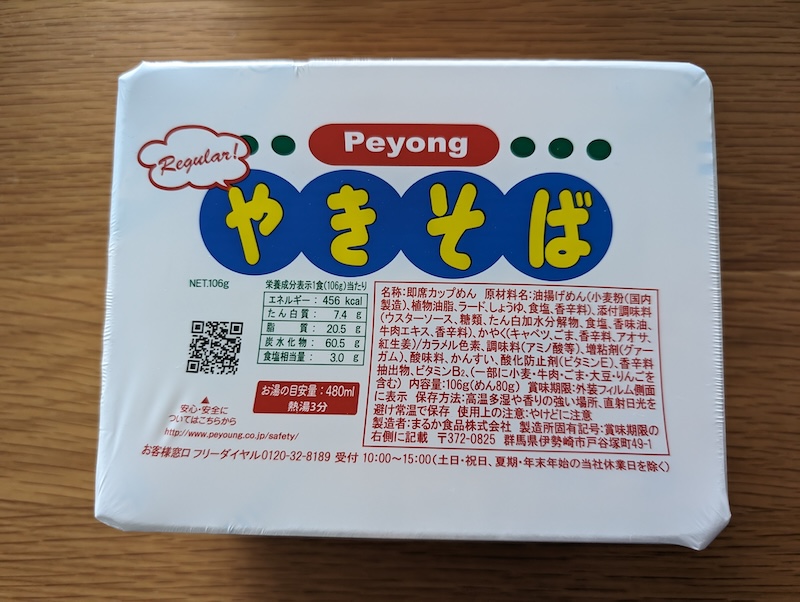 Peyong
Regular!
やきそば
NET.106g
栄養成分表示1食(106g)当たり
エネルギー: 456 kcal
たん白質: 7.4 g
脂質: 20.5 g
炭水化物: 60.5 g
食塩相当量: 3.0 g
お湯の目安量:480ml
熱湯3分
安心・安全に
ついてはこちらから
http://www.peyoung.co.jp/safety/
名称:即席カップめん 原材料名:油揚げめん(小麦粉(国内
製造)、植物油脂、ラード、しょうゆ、食塩、香辛料)、添付調味料
(ウスターソース、糖類、たん白加水分解物、食塩、香味油、
牛肉エキス、香辛料)、かやく(キャベツ、ごま、香辛料、アオサ、
紅生姜)/カラメル色素、調味料(アミノ酸等)、増粘剤(グァー
ガム)、酸味料、かんすい、酸化防止剤(ビタミンE)、香辛料
抽出物、ビタミンB₂、(一部に小麦・牛肉・ごま・大豆・りんごを
含む) 内容量:106g(めん80g) 賞味期限:外装フィルム側面
に表示 保存方法:高温多湿や香りの強い場所、直射日光を
避け常温で保存 使用上の注意:やけどに注意
製造者:まるか食品株式会社 製造所固有記号:賞味期限の
右側に記載 〒372-0825 群馬県伊勢崎市戸谷塚町49-1
お客様窓口 フリーダイヤル0120-32-8189 受付 10:00～15:00(土日・祝日、夏期・年末年始の当社休業日を除く)